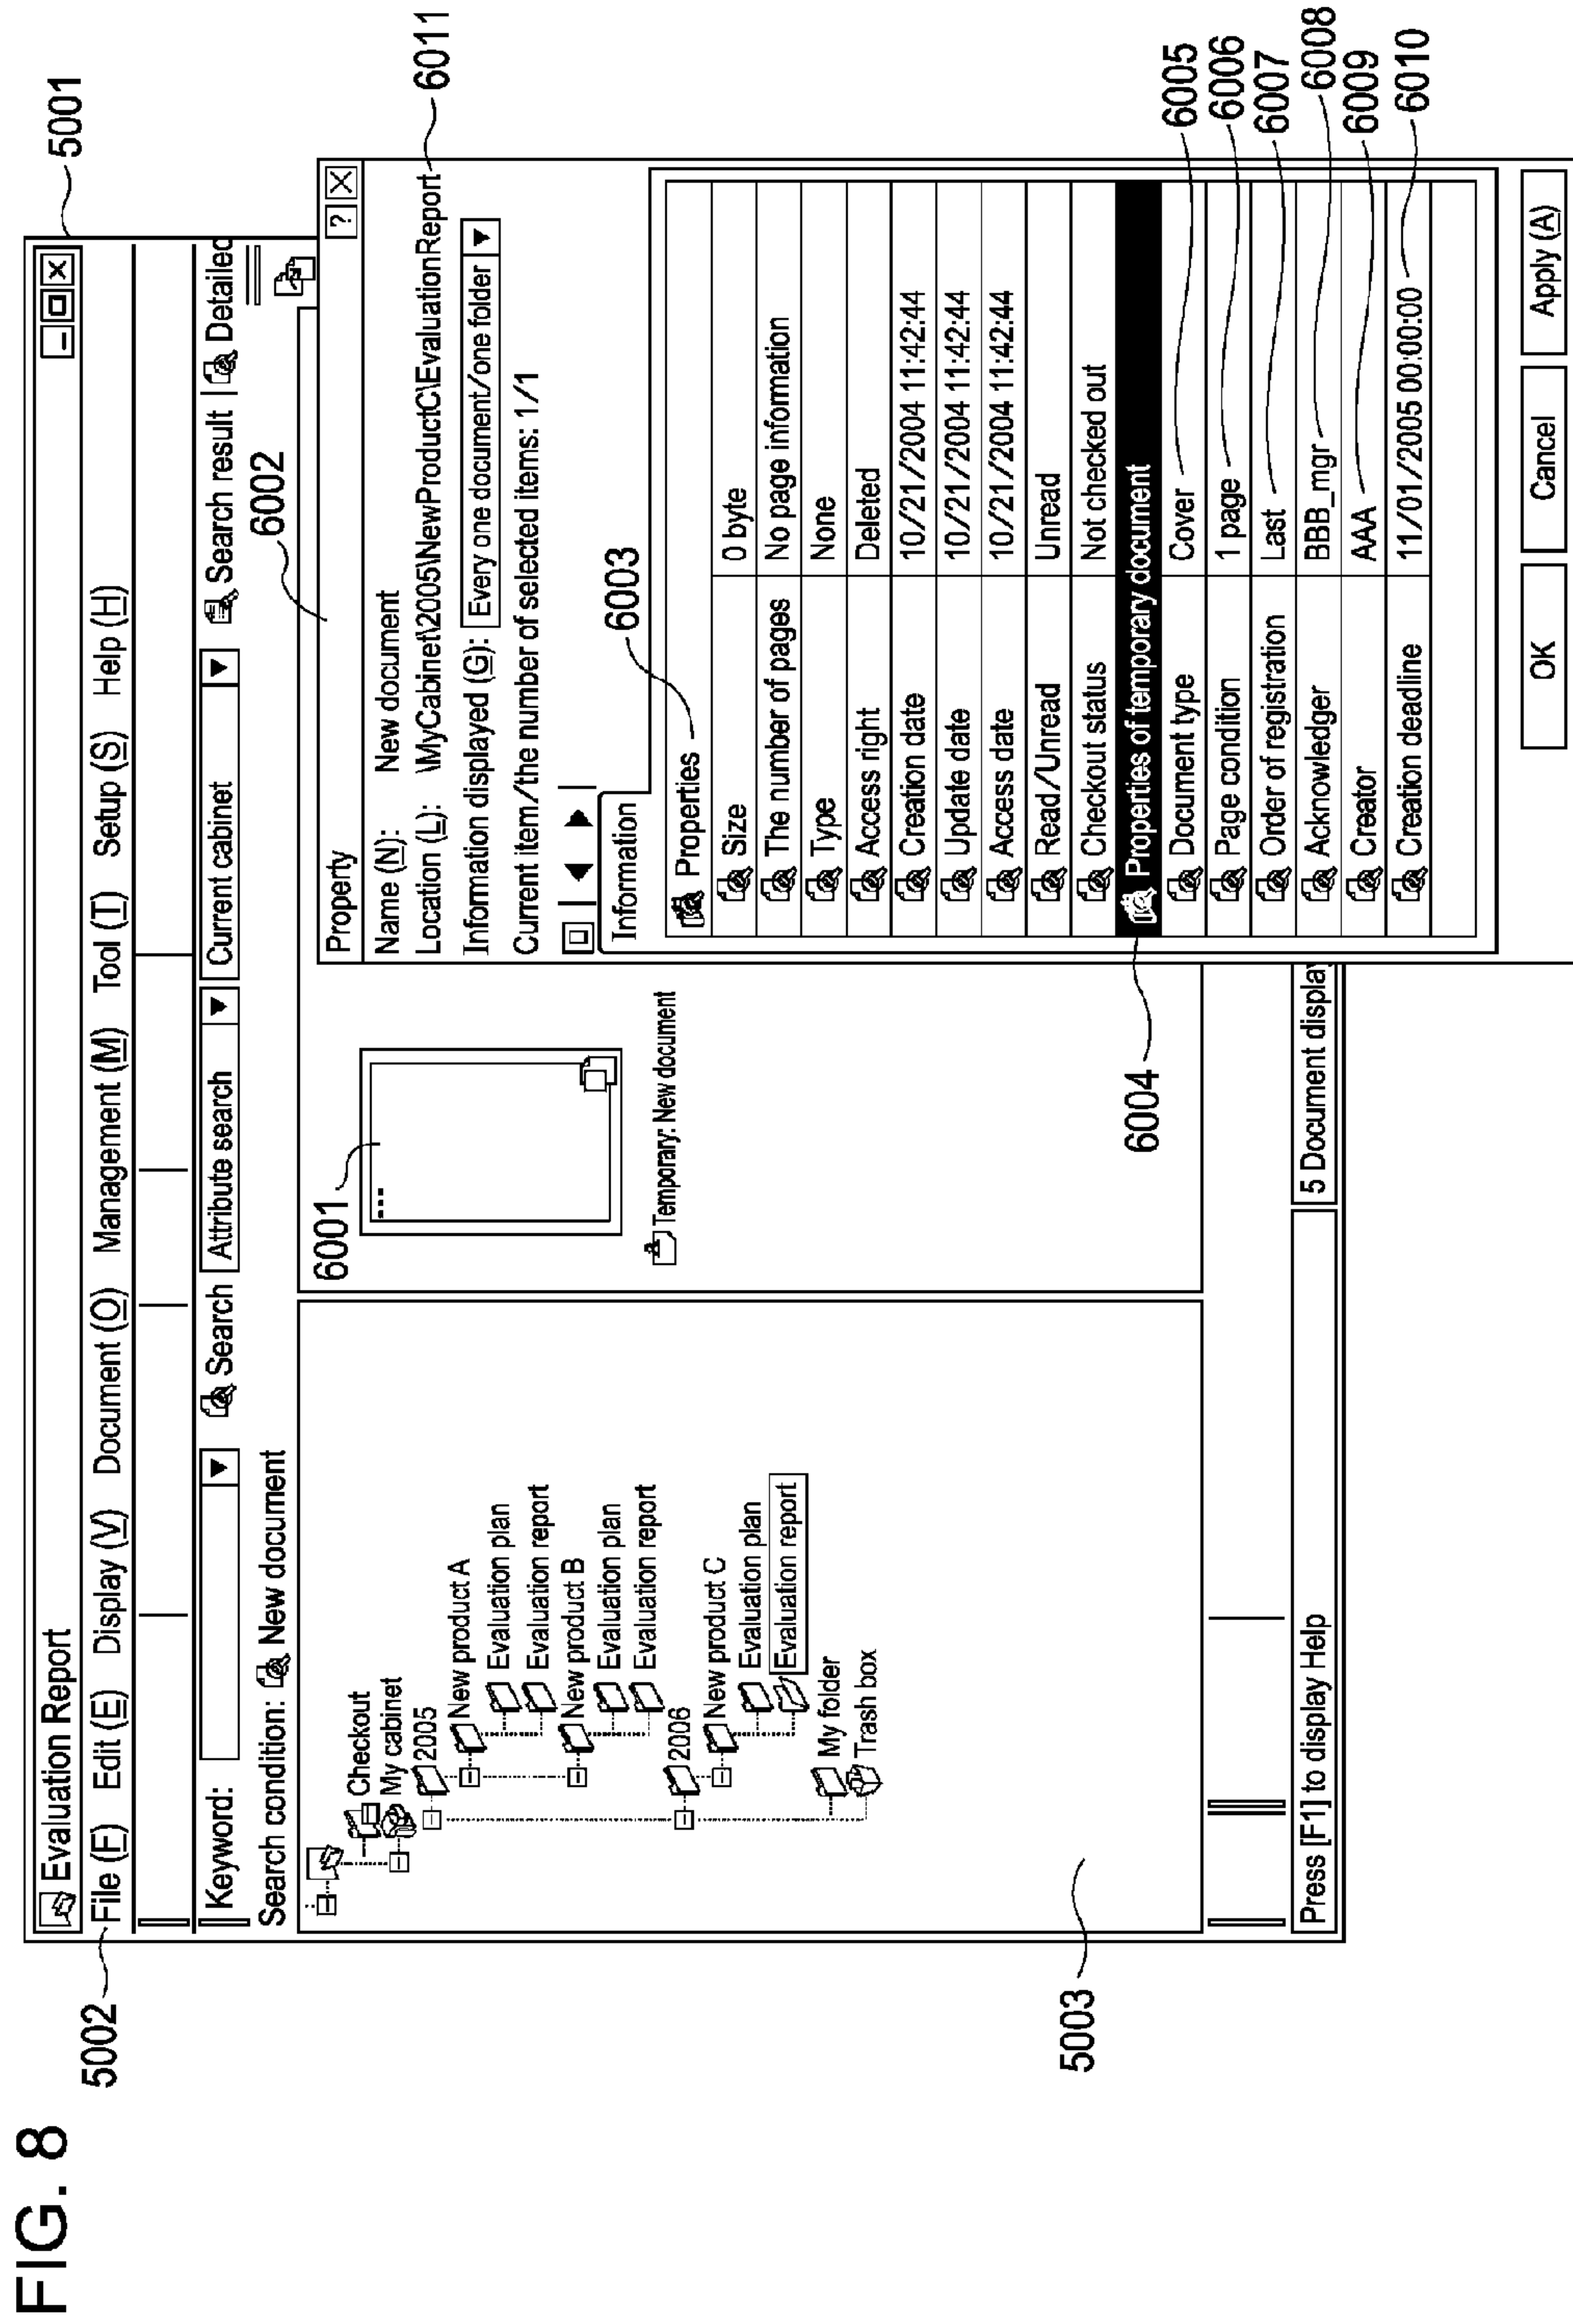 FIG. 8
5001
5002
Evaluation Report
File (F) Edit (E) Display (V) Document (O) Management (M) Tool (T) Setup (S) Help (H)
Keyword: Search Attribute search Current cabinet Search result Detailed
Search condition: New document
Checkout
My cabinet
2005
New product A
Evaluation plan
Evaluation report
New product B
Evaluation plan
Evaluation report
2006
New product C
Evaluation plan
Evaluation report
My folder
Trash box
5003
6001
Temporary: New document
6002
Property ? X
Name (N): New document
Location (L): \MyCabinet\2005\NewProductC\EvaluationReport 6011
Information displayed (G): Every one document/one folder
Current item/the number of selected items: 1/1
Information
6003
Properties
Size 0 byte
The number of pages No page information
Type None
Access right Deleted
Creation date 10/21/2004 11:42:44
Update date 10/21/2004 11:42:44
Access date 10/21/2004 11:42:44
Read/Unread Unread
Checkout status Not checked out
6004
Properties of temporary document
Document type Cover 6005
Page condition 1 page 6006
Order of registration Last 6007
Acknowledger BBB_mgr 6008
Creator AAA 6009
Creation deadline 11/01/2005 00:00:00 6010
OK Cancel Apply (A)
Press [F1] to display Help 5 Document display